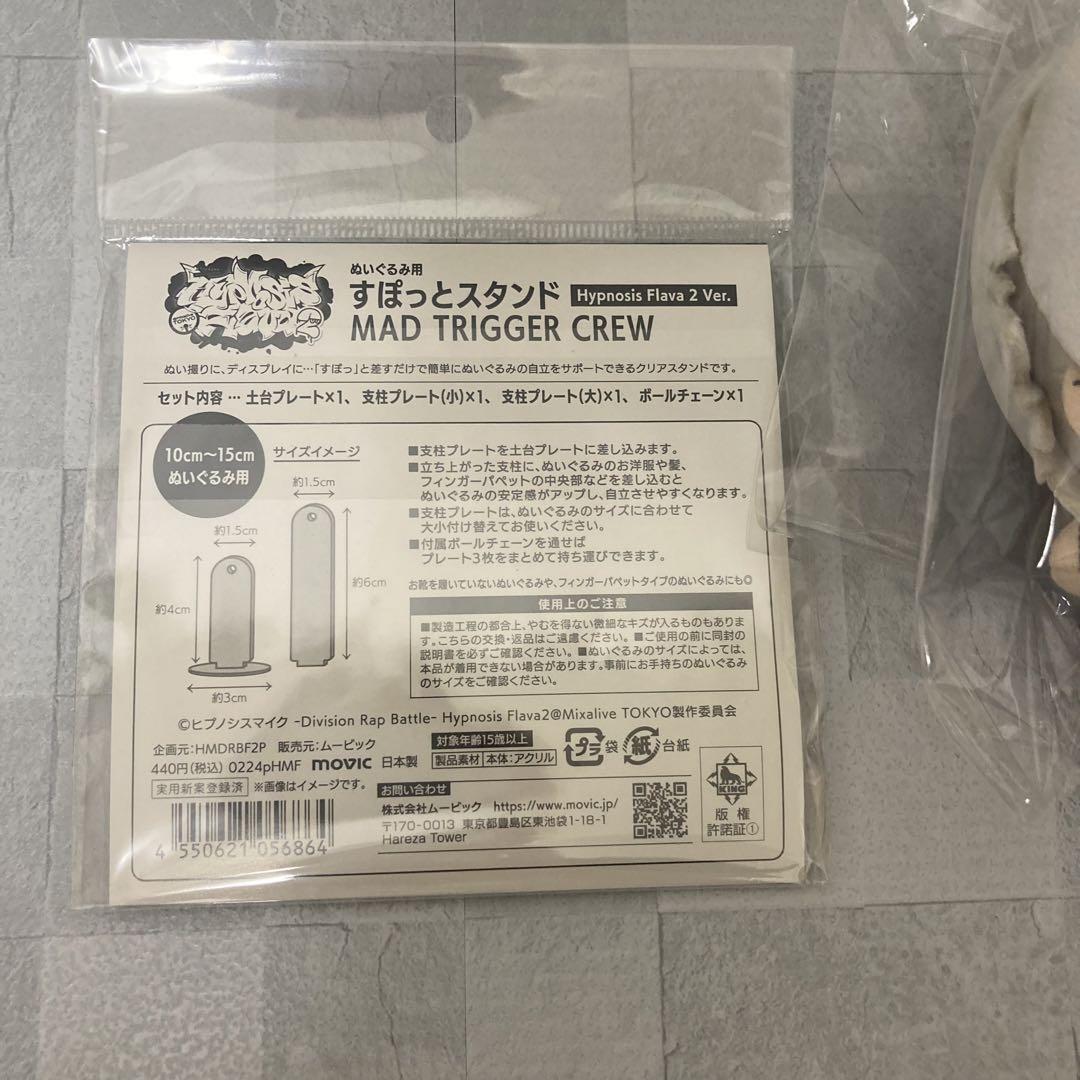 Hypnosis Flava 2
TOKYO
ぬいぐるみ用
すぽっとスタンド Hypnosis Flava 2 Ver.
MAD TRIGGER CREW
ぬい撮りに、ディスプレイに…「すぽっ」と差すだけで簡単にぬいぐるみの自立をサポートできるクリアスタンドです。
セット内容 … 土台プレート×1、 支柱プレート(小)×1、 支柱プレート(大)×1、 ボールチェーン×1
10cm〜15cm
ぬいぐるみ用
サイズイメージ
約1.5cm
約1.5cm
約4cm
約6cm
約3cm
■支柱プレートを土台プレートに差し込みます。
■立ち上がった支柱に、ぬいぐるみのお洋服や髪、
フィンガーパペットの中央部などを差し込むと
ぬいぐるみの安定感がアップし、自立させやすくなります。
■支柱プレートは、ぬいぐるみのサイズに合わせて
大小付け替えてお使いください。
■付属ボールチェーンを通せば
プレート3枚をまとめて持ち運びできます。
お靴を履いていないぬいぐるみや、フィンガーパペットタイプのぬいぐるみにも◎
使用上のご注意
■製造工程の都合上、やむを得ない微細なキズが入るものもありま
す。こちらの交換・返品はご遠慮ください。■ご使用の前に同封の
説明書を必ずご確認ください。■ぬいぐるみのサイズによっては、
本品が着用できない場合があります。事前にお手持ちのぬいぐるみ
のサイズをご確認ください。
©ヒプノシスマイク -Division Rap Battle- Hypnosis Flava2@Mixalive TOKYO製作委員会
企画元:HMDRBF2P 販売元:ムービック
440円(税込) 0224pHMF movic 日本製
実用新案登録済 ※画像はイメージです。
4 550621 056864
対象年齢15歳以上
製品素材 本体:アクリル
プラ 袋 紙 台紙
お問い合わせ
株式会社ムービック https://www.movic.jp/
〒170-0013 東京都豊島区東池袋1-18-1
Hareza Tower
KING
版権
許諾証①